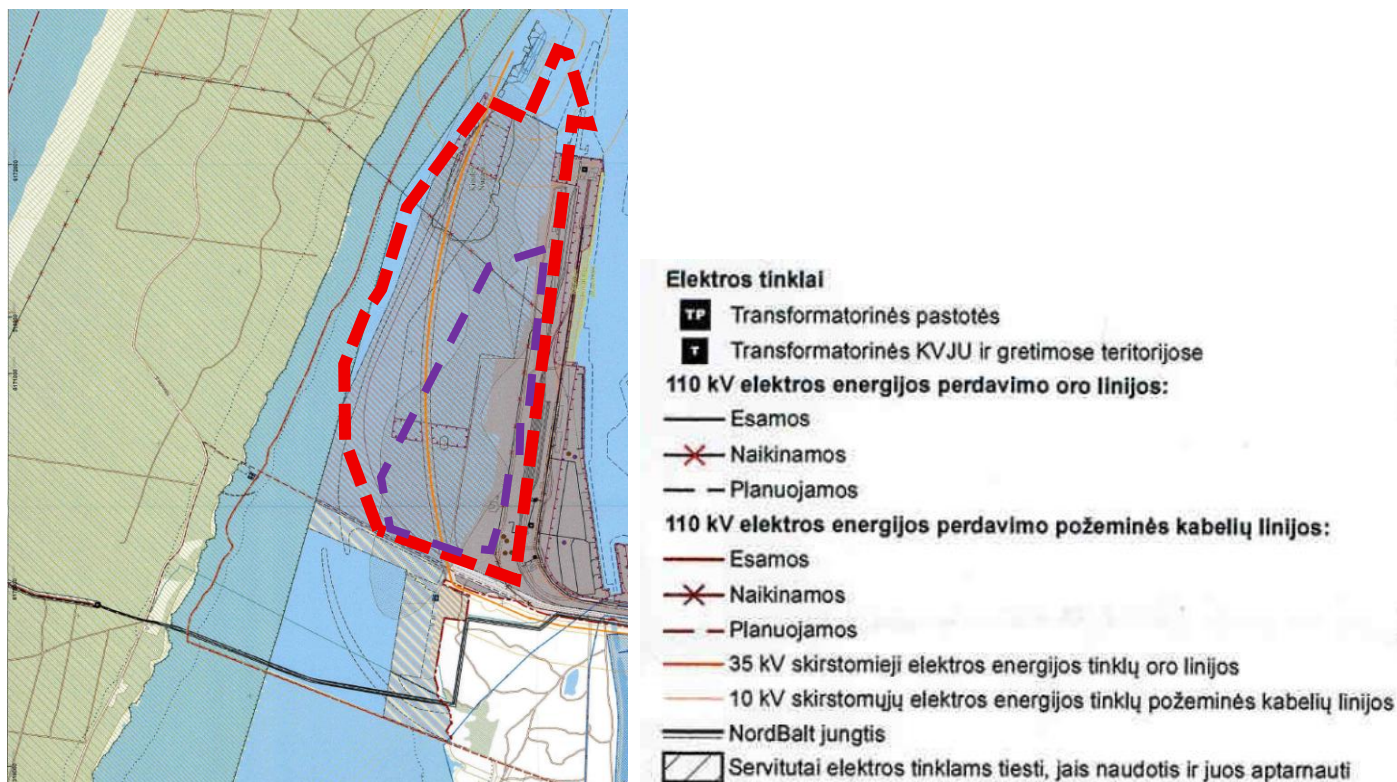 Elektros tinklai
TP Transformatorinės pastotės
T Transformatorinės KVJU ir gretimose teritorijose
110 kV elektros energijos perdavimo oro linijos:
Esamos
Naikinamos
Planuojamos
110 kV elektros energijos perdavimo požeminės kabelių linijos:
Esamos
Naikinamos
Planuojamos
35 kV skirstomieji elektros energijos tinklų oro linijos
10 kV skirstomųjų elektros energijos tinklų požeminės kabelių linijos
NordBalt jungtis
Servitutai elektros tinklams tiesti, jais naudotis ir juos aptarnauti